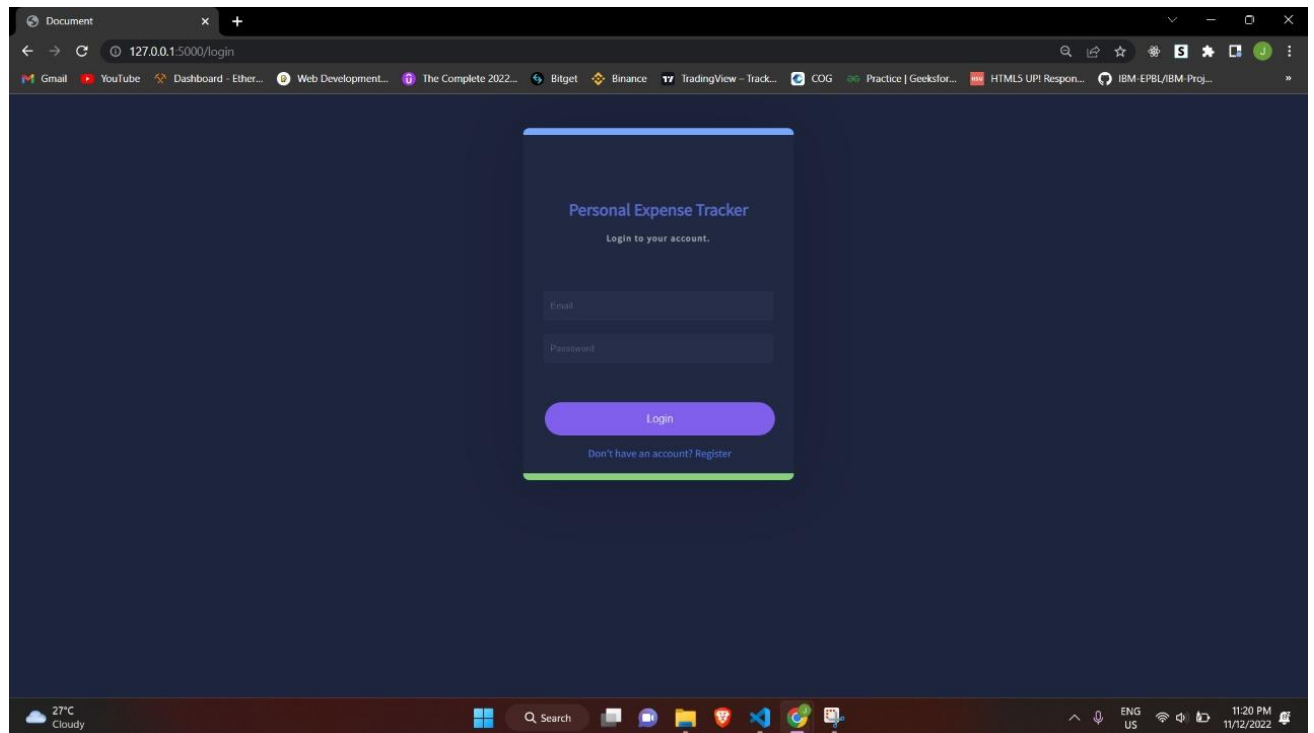 Document
127.0.0.1:5000/login
Gmail YouTube Dashboard - Ether... Web Development... The Complete 2022... Bitget Binance TradingView – Track... COG Practice | Geeksfor... HTML5 UP! Respon... IBM-EPBL/IBM-Proj... »
Personal Expense Tracker
Login to your account.
Email
Password
Login
Don't have an account? Register
27°C
Cloudy
Search
ENG
US
11:20 PM
11/12/2022